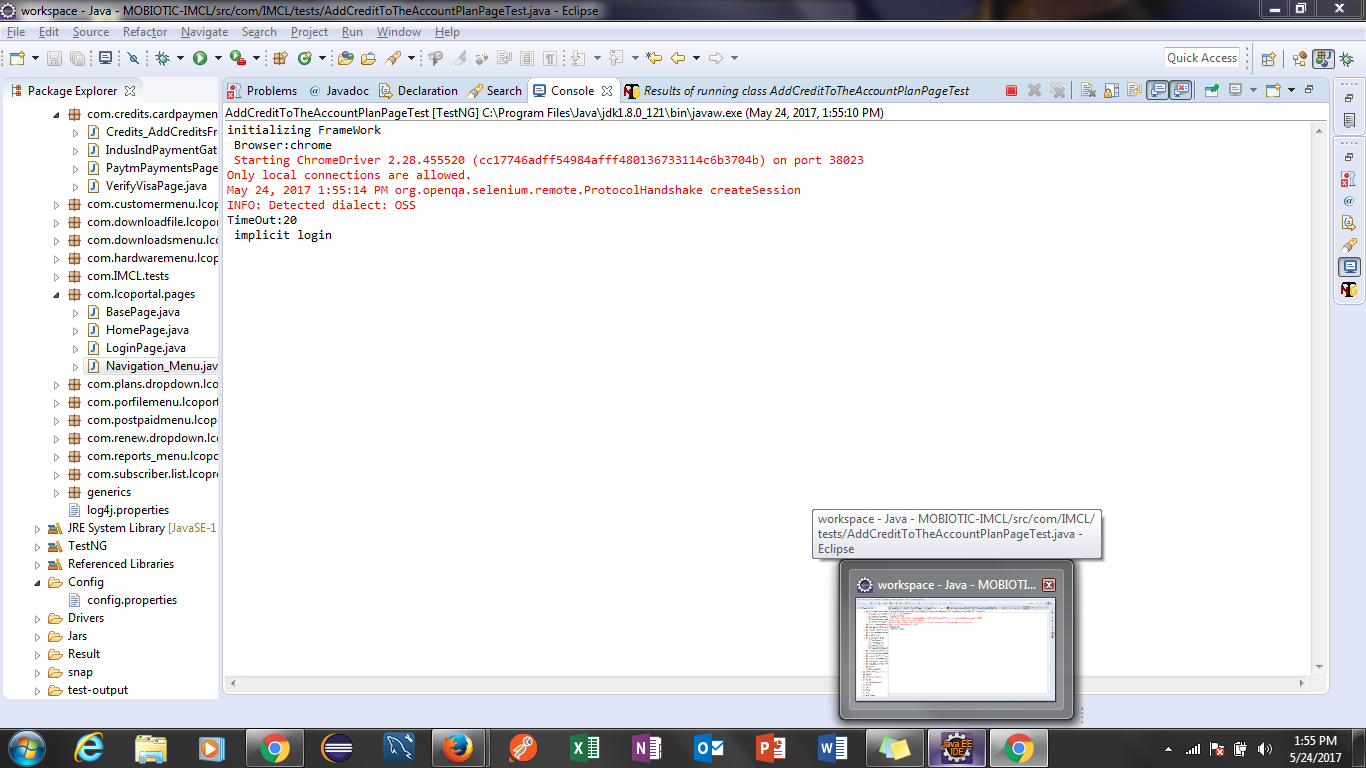 workspace - Java - MOBIOTIC-IMCL/src/com/IMCL/tests/AddCreditToTheAccountPlanPageTest.java - Eclipse
File Edit Source Refactor Navigate Search Project Run Window Help
Quick Access
Package Explorer
Problems @ Javadoc Declaration Search Console Results of running class AddCreditToTheAccountPlanPageTest
AddCreditToTheAccountPlanPageTest [TestNG] C:\Program Files\Java\jdk1.8.0_121\bin\javaw.exe (May 24, 2017, 1:55:10 PM)
initializing FrameWork
Browser:chrome
Starting ChromeDriver 2.28.455520 (cc17746adff54984afff480136733114c6b3704b) on port 38023
Only local connections are allowed.
May 24, 2017 1:55:14 PM org.openqa.selenium.remote.ProtocolHandshake createSession
INFO: Detected dialect: OSS
TimeOut:20
implicit login
com.credits.cardpaymen
Credits_AddCreditsFr
IndusIndPaymentGat
PaytmPaymentsPage
VerifyVisaPage.java
com.customermenu.lcop
com.downloadfile.lcopor
com.downloadsmenu.lc
com.hardwaremenu.lcop
com.IMCL.tests
com.lcoportal.pages
BasePage.java
HomePage.java
LoginPage.java
Navigation_Menu.jav
com.plans.dropdown.lco
com.porfilemenu.lcoport
com.postpaidmenu.lcop
com.renew.dropdown.lc
com.reports_menu.lcopo
com.subscriber.list.lcopre
generics
log4j.properties
JRE System Library [JavaSE-1
TestNG
Referenced Libraries
Config
config.properties
Drivers
Jars
Result
snap
test-output
workspace - Java - MOBIOTIC-IMCL/src/com/IMCL/
tests/AddCreditToTheAccountPlanPageTest.java -
Eclipse
workspace - Java - MOBIOTI...
Java EE
IDE
1:55 PM
5/24/2017